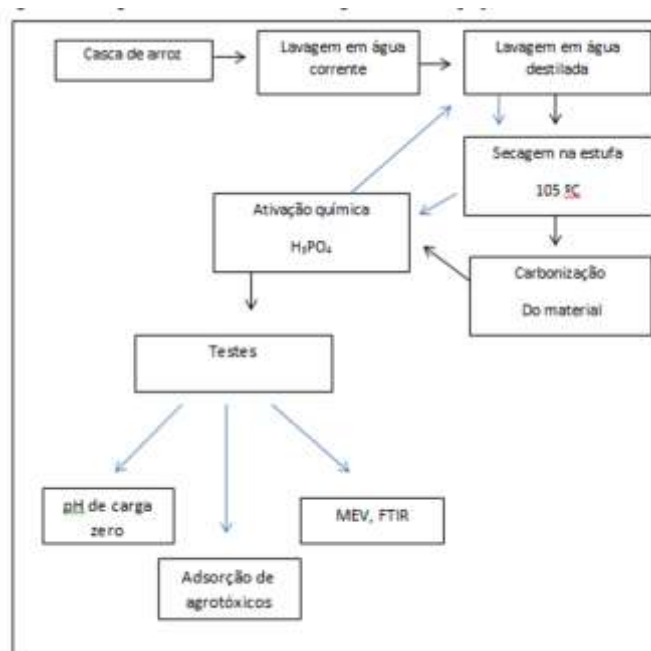 Casca de arroz
Lavagem em água
corrente
Lavagem em água
destilada
Secagem na estufa
105 ºC
Ativação química
H₃PO₄
Carbonização
Do material
Testes
pH de carga
zero
MEV, FTIR
Adsorção de
agrotóxicos